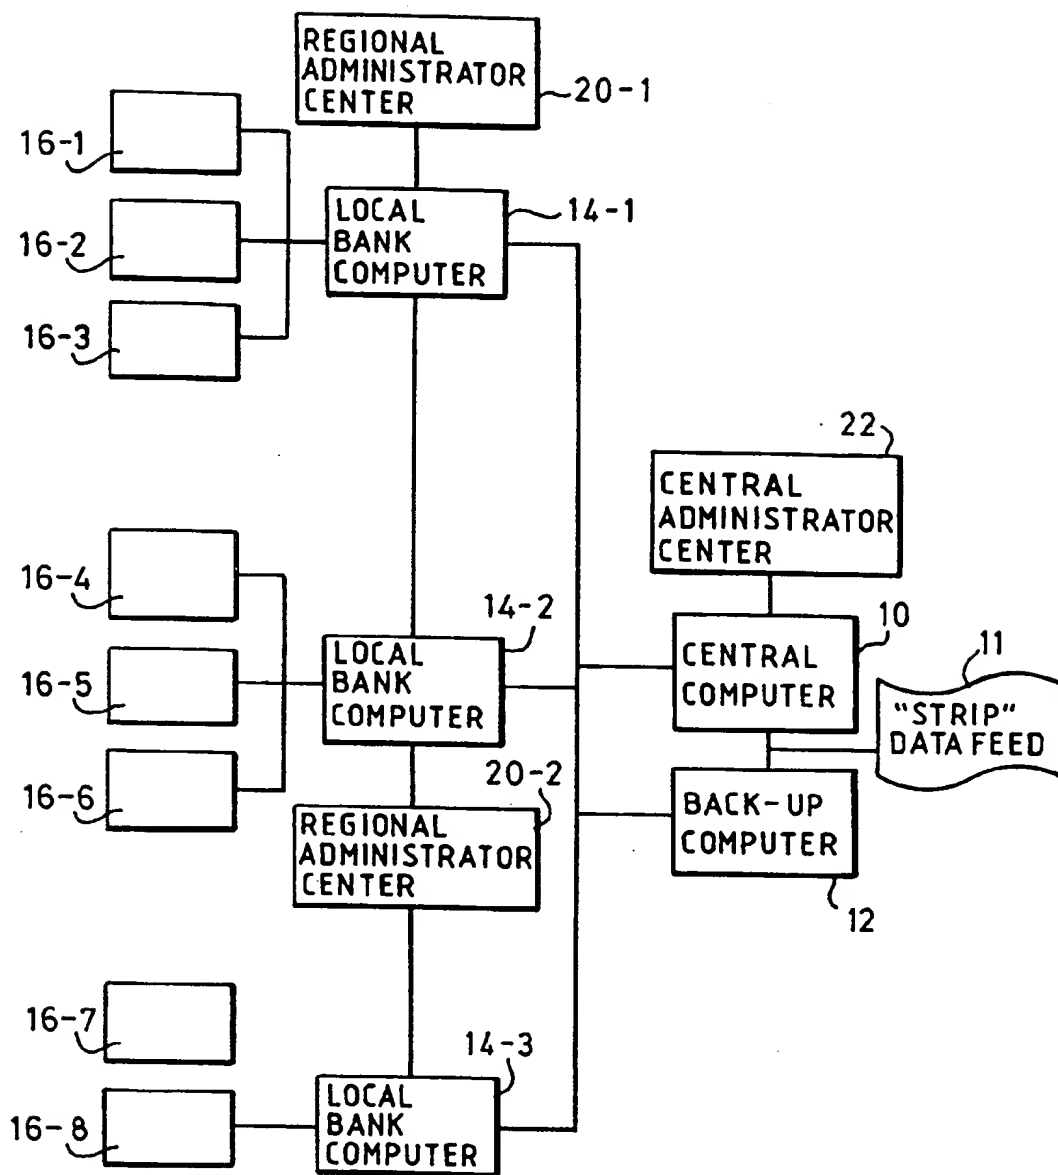 REGIONAL
ADMINISTRATOR
CENTER
20-1
16-1
LOCAL
BANK
COMPUTER
14-1
16-2
16-3
22
CENTRAL
ADMINISTRATOR
CENTER
16-4
14-2
10
LOCAL
BANK
COMPUTER
CENTRAL
COMPUTER
11
"STRIP"
DATA FEED
16-5
16-6
20-2
REGIONAL
ADMINISTRATOR
CENTER
BACK-UP
COMPUTER
12
16-7
14-3
LOCAL
BANK
COMPUTER
16-8